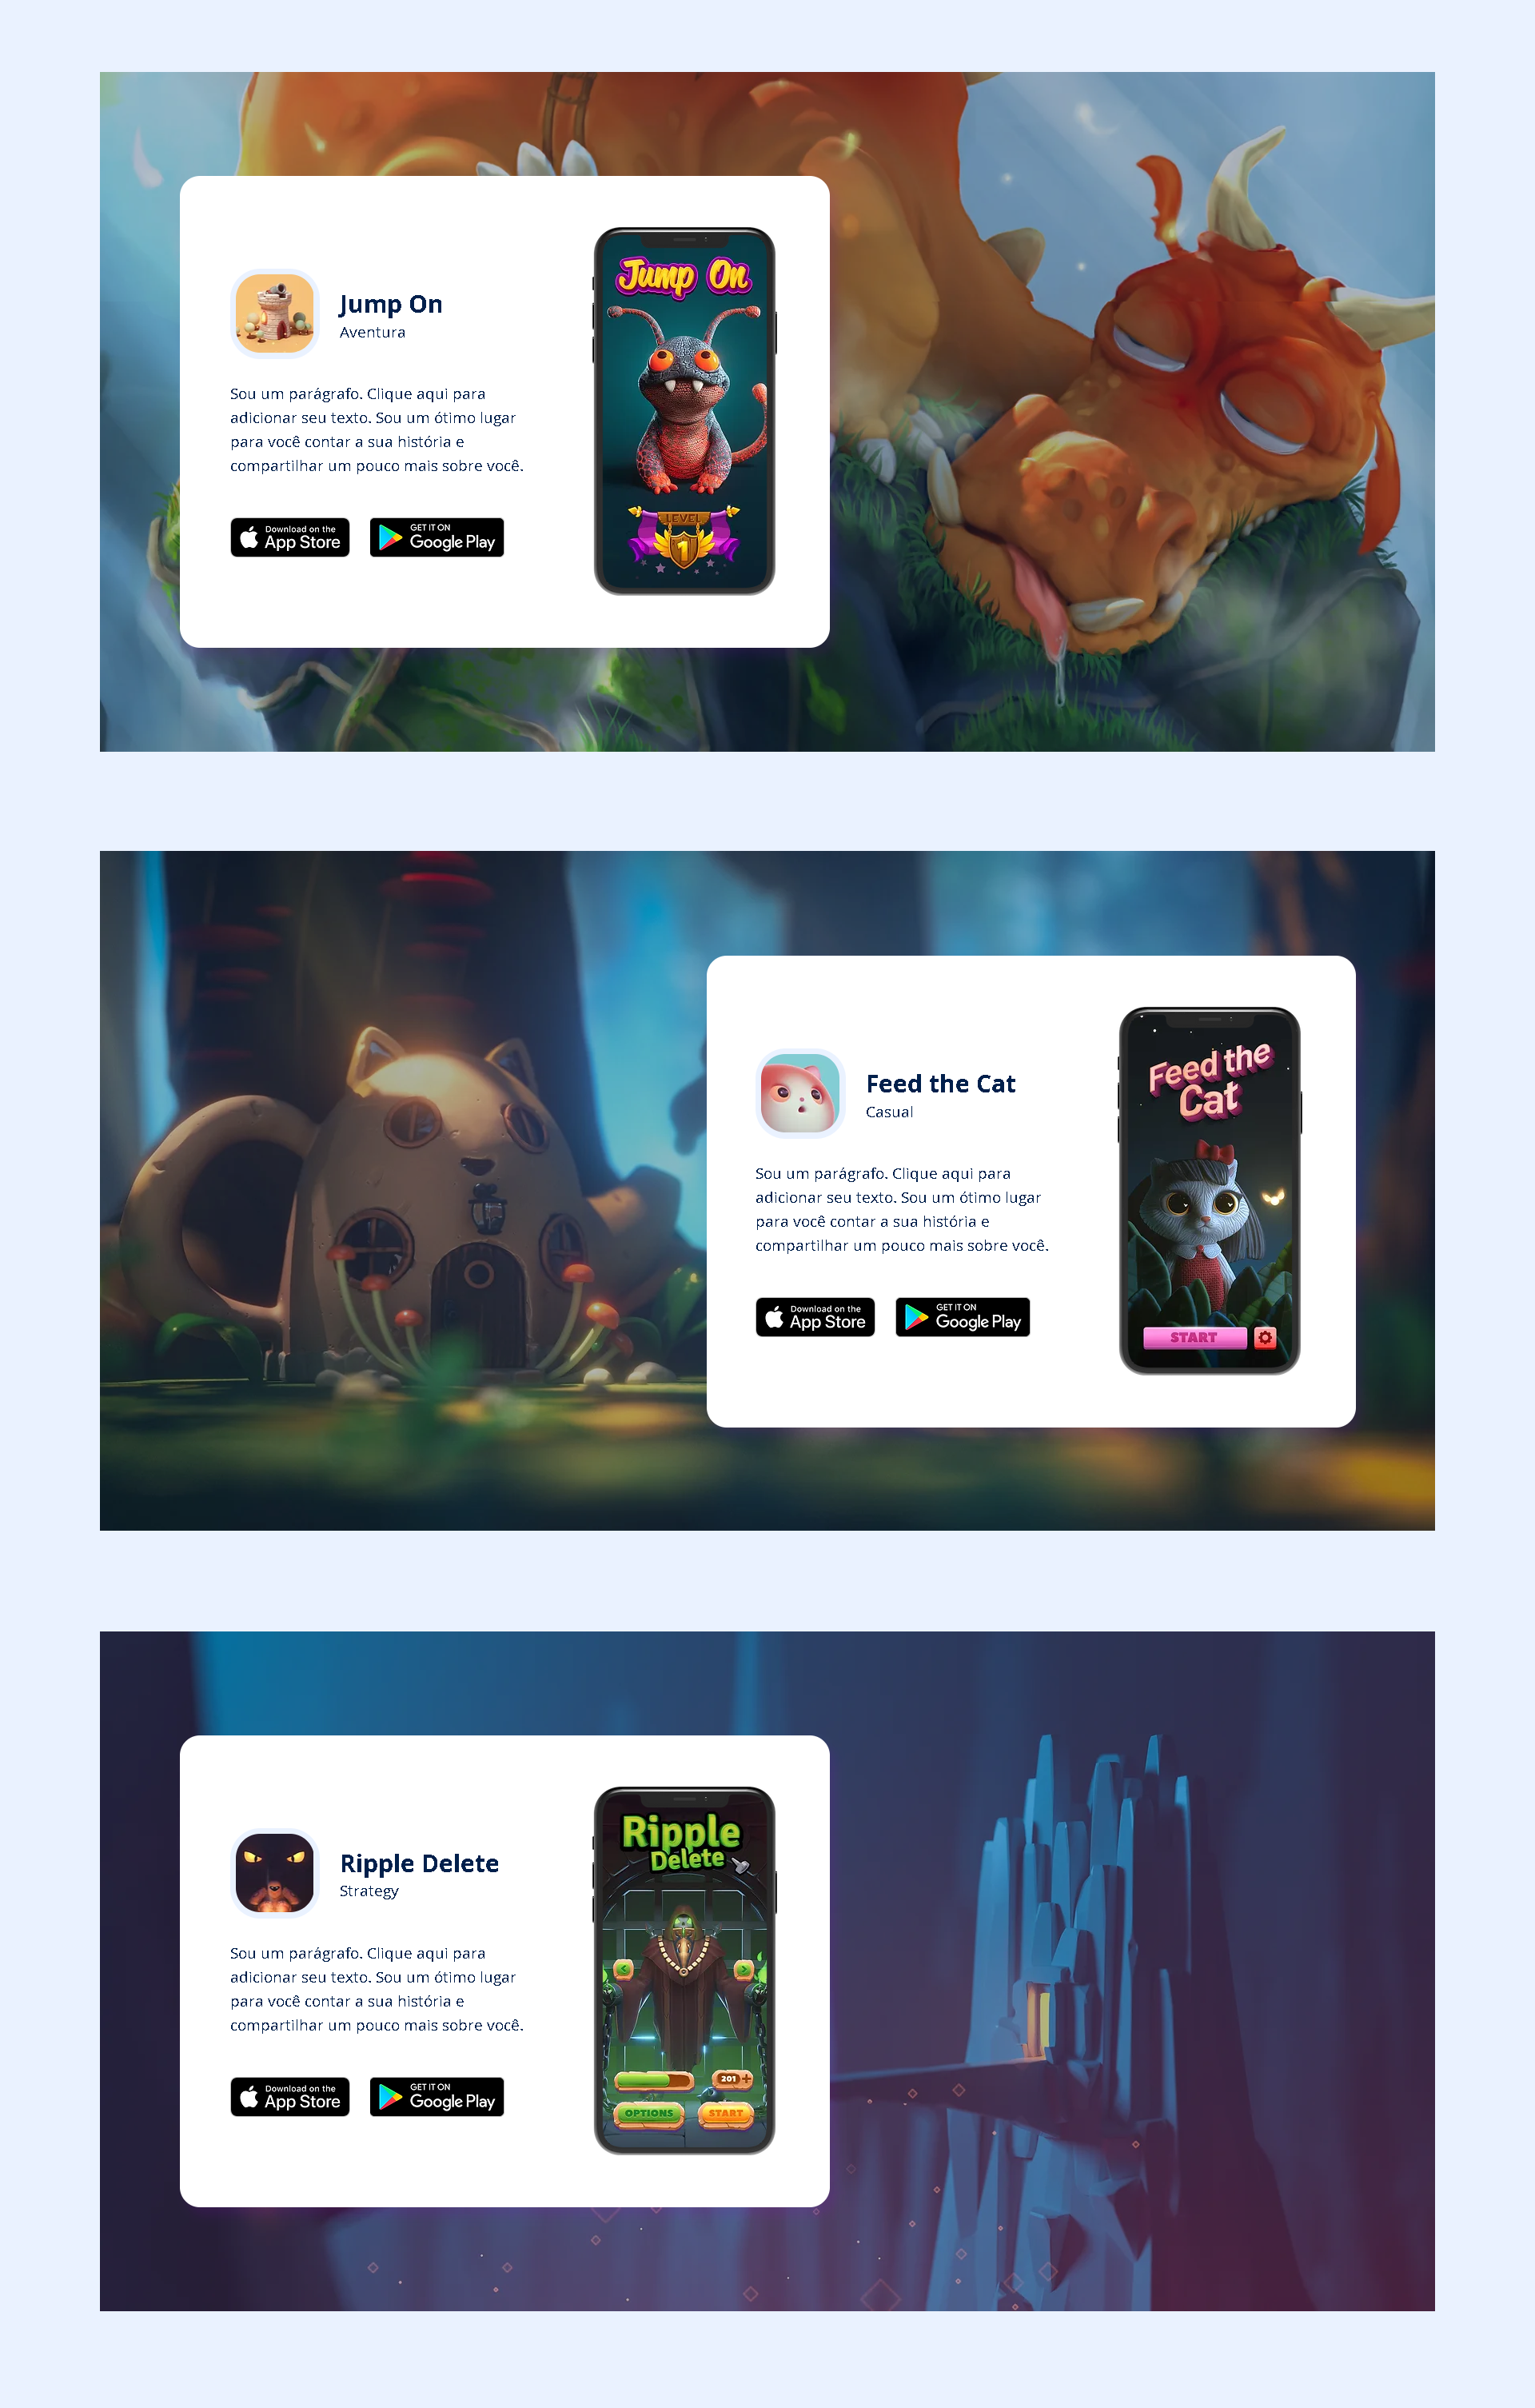 Jump On
Aventura
Sou um parágrafo. Clique aqui para
adicionar seu texto. Sou um ótimo lugar
para você contar a sua história e
compartilhar um pouco mais sobre você.
Download on the
App Store
GET IT ON
Google Play
Jump On
LEVEL
1
Feed the Cat
Casual
Sou um parágrafo. Clique aqui para
adicionar seu texto. Sou um ótimo lugar
para você contar a sua história e
compartilhar um pouco mais sobre você.
Download on the
App Store
GET IT ON
Google Play
Feed the
Cat
START
Ripple Delete
Strategy
Sou um parágrafo. Clique aqui para
adicionar seu texto. Sou um ótimo lugar
para você contar a sua história e
compartilhar um pouco mais sobre você.
Download on the
App Store
GET IT ON
Google Play
Ripple
Delete
201 +
OPTIONS
START